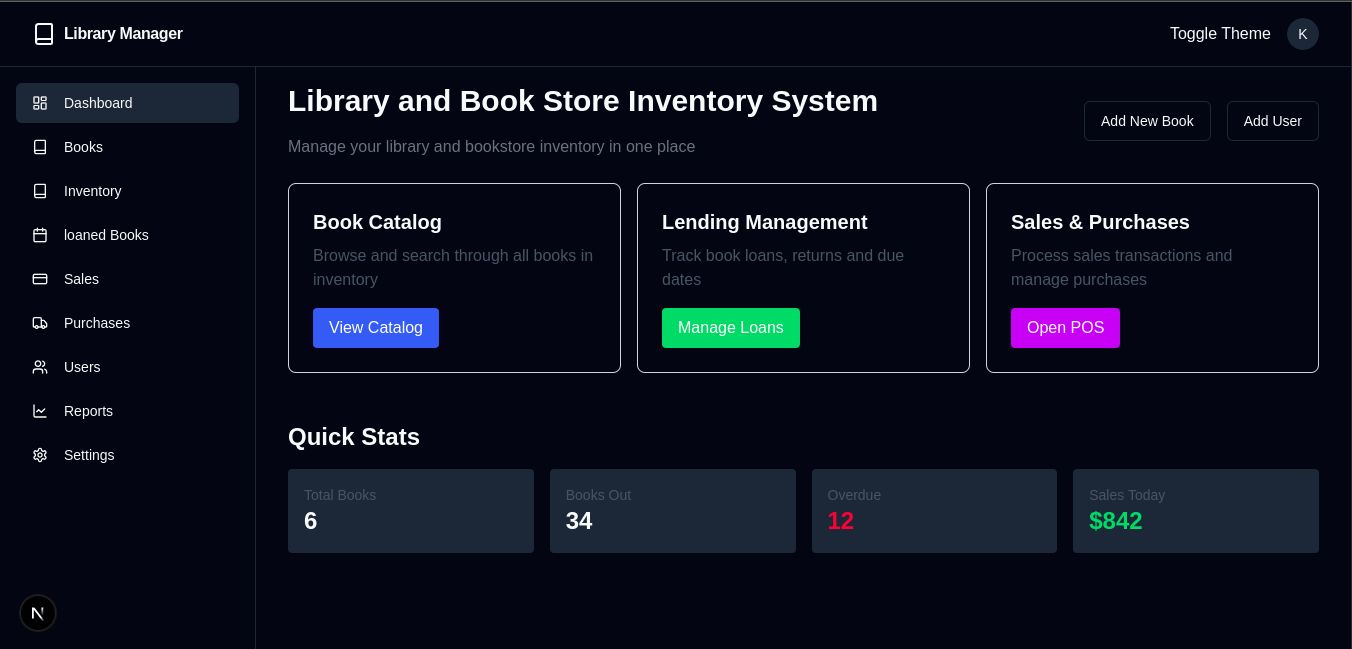 Library Manager
Toggle Theme
K
Dashboard
Books
Inventory
loaned Books
Sales
Purchases
Users
Reports
Settings
N
Library and Book Store Inventory System
Manage your library and bookstore inventory in one place
Add New Book
Add User
Book Catalog
Browse and search through all books in
inventory
View Catalog
Lending Management
Track book loans, returns and due
dates
Manage Loans
Sales & Purchases
Process sales transactions and
manage purchases
Open POS
Quick Stats
Total Books
6
Books Out
34
Overdue
12
Sales Today
$842